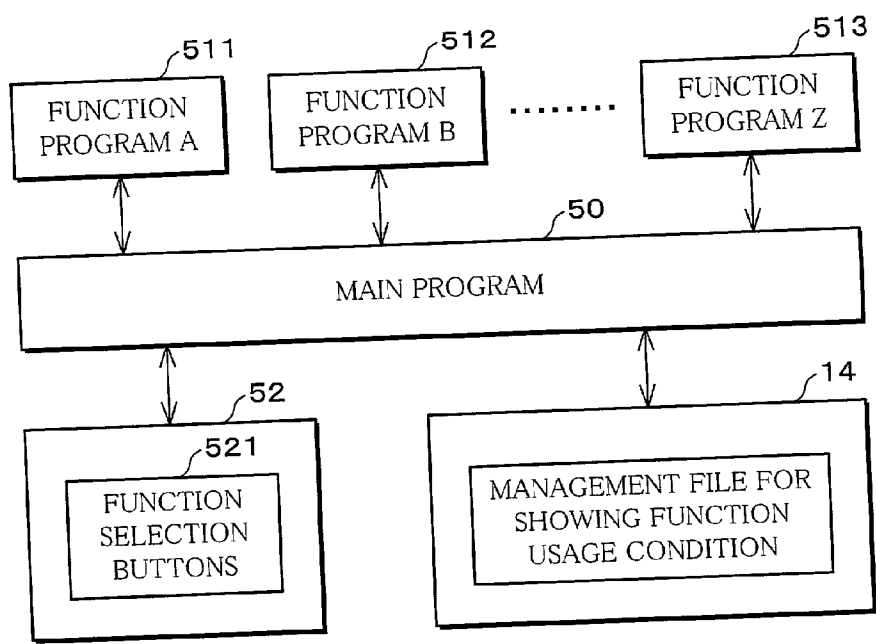 511
FUNCTION
PROGRAM A
512
FUNCTION
PROGRAM B
513
FUNCTION
PROGRAM Z
50
MAIN PROGRAM
52
521
FUNCTION
SELECTION
BUTTONS
14
MANAGEMENT FILE FOR
SHOWING FUNCTION
USAGE CONDITION